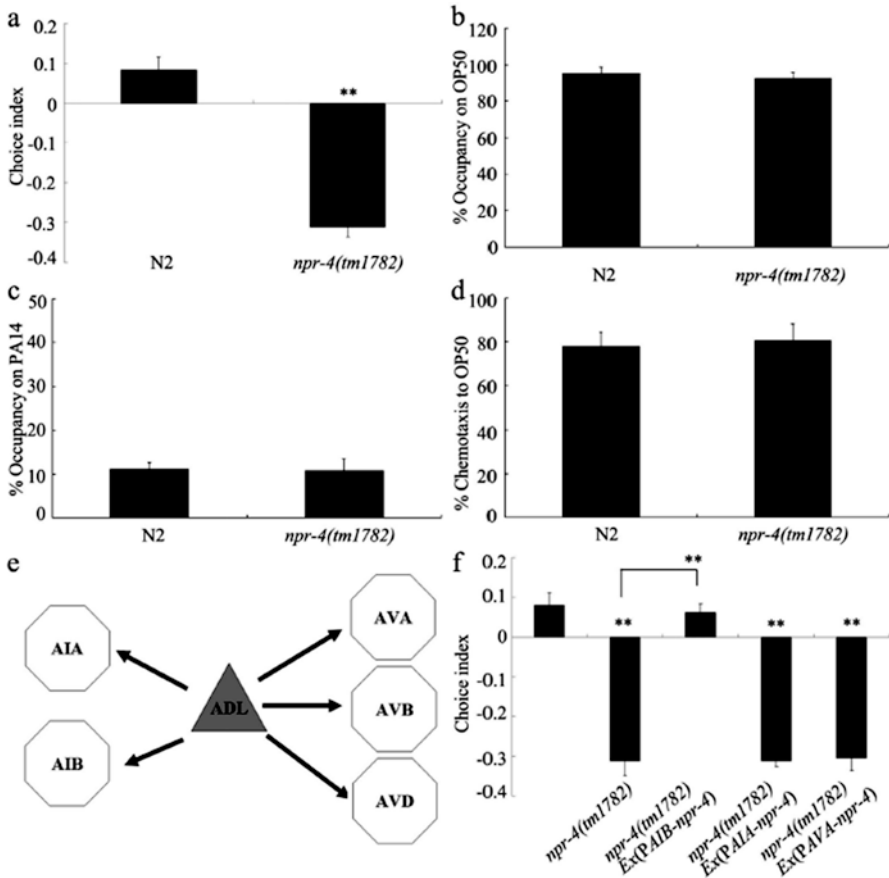 a
Choice index
0.2
0.1
0
-0.1
-0.2
-0.3
-0.4
**
N2
npr-4(tm1782)
b
% Occupancy on OP50
120
100
80
60
40
20
0
N2
npr-4(tm1782)
c
% Occupancy on PA14
50
40
30
20
10
0
N2
npr-4(tm1782)
d
% Chemotaxis to OP50
100
80
60
40
20
0
N2
npr-4(tm1782)
e
AIA
AIB
ADL
AVA
AVB
AVD
f
Choice index
0.2
0.1
0
-0.1
-0.2
-0.3
-0.4
**
**
**
**
npr-4(tm1782)
npr-4(tm1782)
Ex(PAIB-npr-4)
npr-4(tm1782)
Ex(PAIA-npr-4)
npr-4(tm1782)
Ex(PAVA-npr-4)